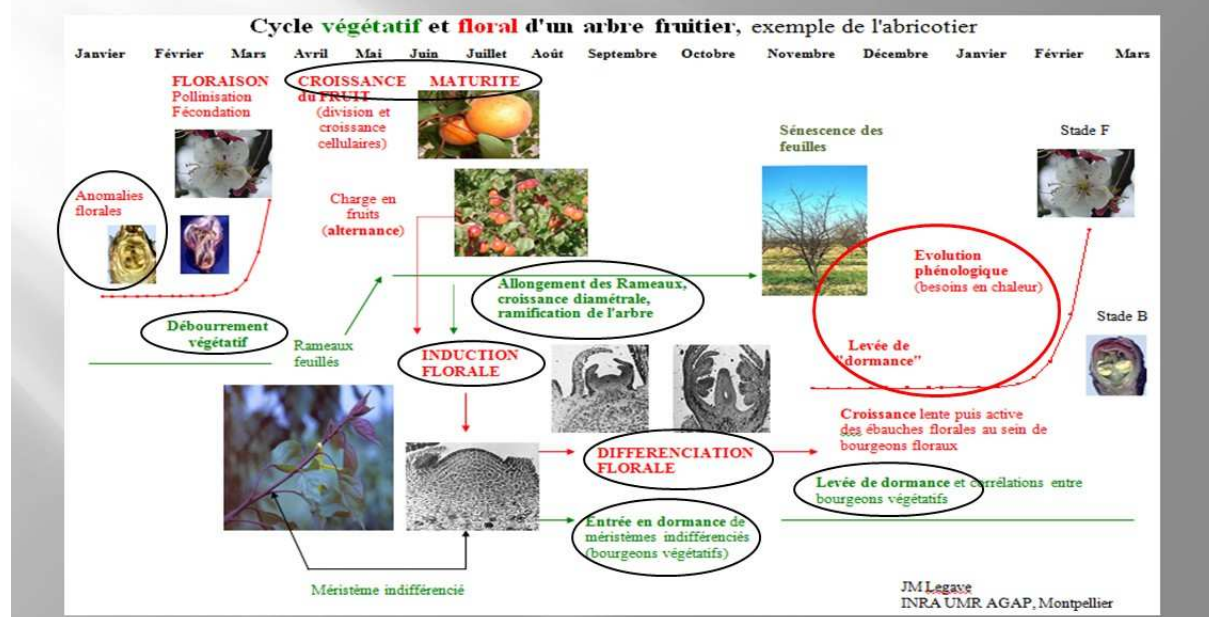 Cycle végétatif et floral d'un arbre fruitier, exemple de l'abricotier
Janvier Février Mars Avril Mai Juin Juillet Août Septembre Octobre Novembre Décembre Janvier Février Mars
FLORAISON
Pollinisation
Fécondation
CROISSANCE MATURITE
du FRUIT
(division et
croissance
cellulaires)
Sénescence des
feuilles
Stade F
Anomalies
florales
Charge en
fruits
(alternance)
Evolution
phénologique
(besoins en chaleur)
Allongement des Rameaux,
croissance diamétrale,
ramification de l'arbre
Stade B
Débourrement
végétatif
Rameaux
feuillés
INDUCTION
FLORALE
Levée de
"dormance"
Croissance lente puis active
des ébauches florales au sein de
bourgeons floraux
DIFFERENCIATION
FLORALE
Levée de dormance et corrélations entre
bourgeons végétatifs
Entrée en dormance de
méristèmes indifférenciés
(bourgeons végétatifs)
Méristème indifférencié
JM Legave
INRA UMR AGAP, Montpellier